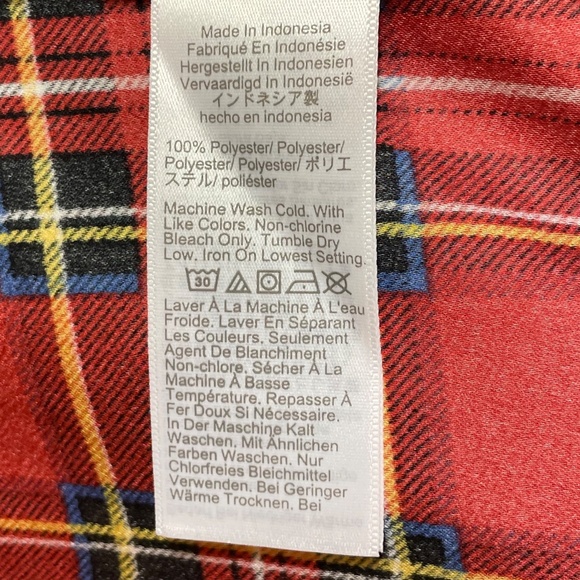 Made In Indonesia
Fabriqué En Indonésie
Hergestellt In Indonesien
Vervaardigd In Indonesië
インドネシア製
hecho en indonesia
100% Polyester/ Polyester/
Polyester/ Polyester/ ポリエ
ステル/ poliéster
Machine Wash Cold. With
Like Colors. Non-chlorine
Bleach Only. Tumble Dry
Low. Iron On Lowest Setting.
30
Laver À La Machine À L'eau
Froide. Laver En Séparant
Les Couleurs. Seulement
Agent De Blanchiment
Non-chlore. Sécher À La
Machine À Basse
Température. Repasser À
Fer Doux Si Nécessaire.
In Der Maschine Kalt
Waschen. Mit Ähnlichen
Farben Waschen. Nur
Chlorfreies Bleichmittel
Verwenden. Bei Geringer
Wärme Trocknen. Bei